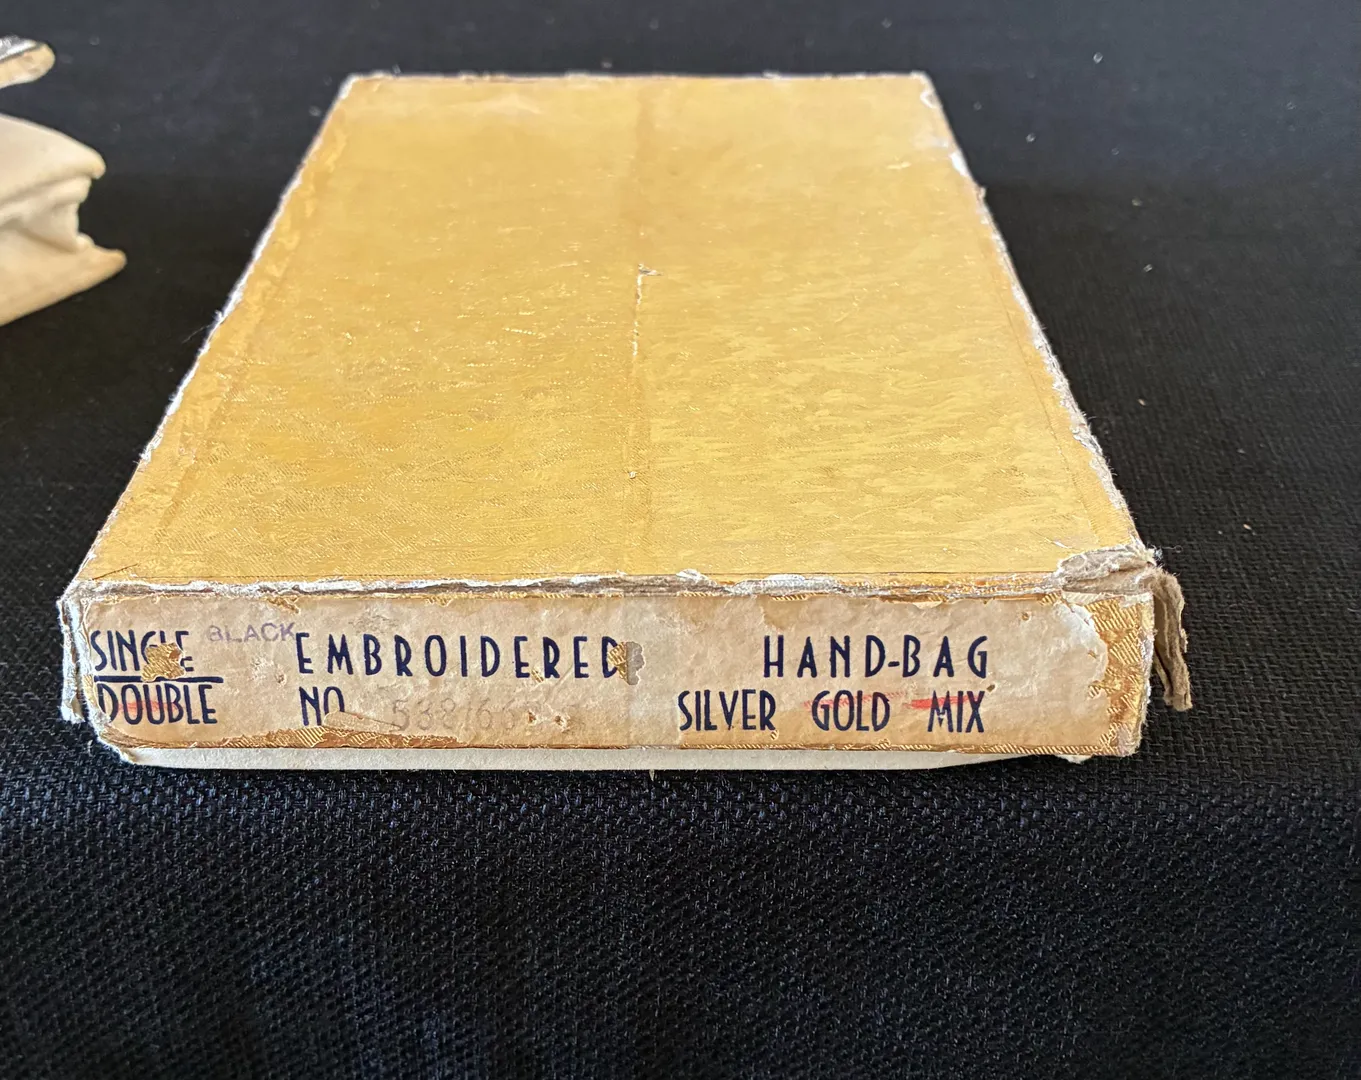 SINGLE BLACK EMBROIDERED HAND-BAG
DOUBLE NO. SILVER GOLD MIX